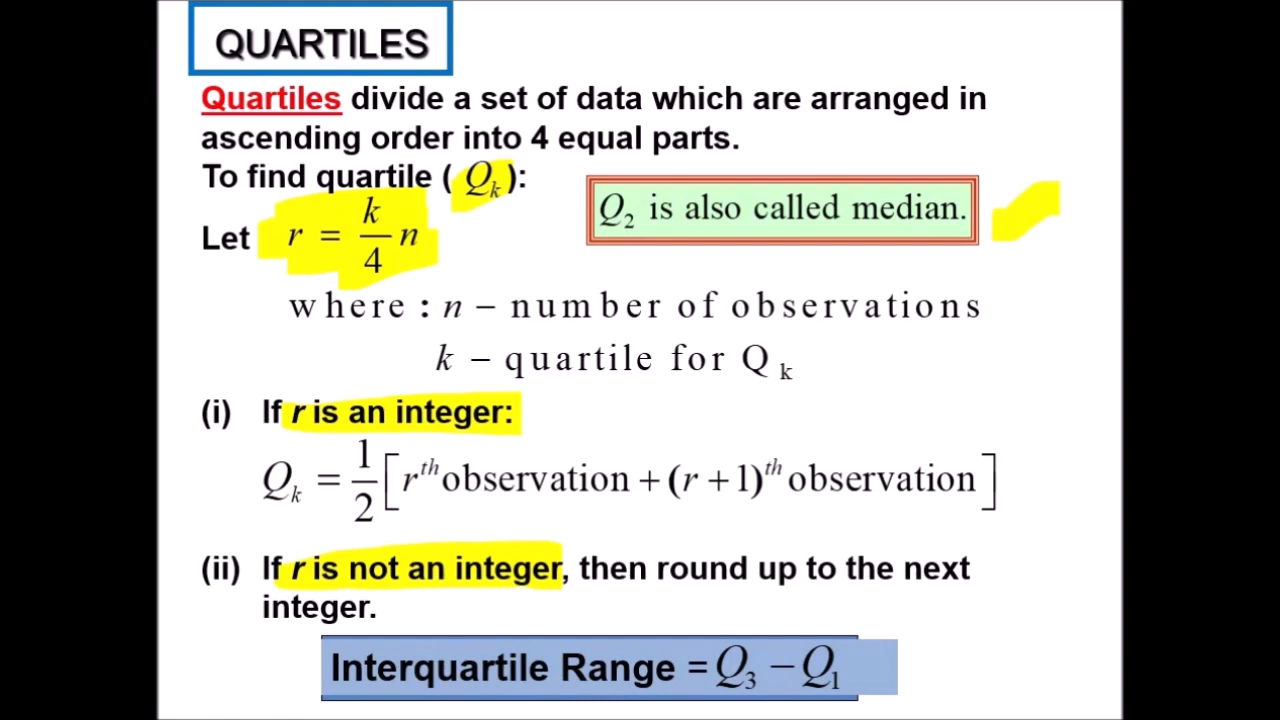 QUARTILES
Quartiles divide a set of data which are arranged in
ascending order into 4 equal parts.
To find quartile ( Qₖ ):
Q₂ is also called median.
Let r = k/4 n
where : n – number of observations
k – quartile for Q k
(i) If r is an integer:
Qₖ = 1/2 [ rᵗʰ observation + (r + 1)ᵗʰ observation ]
(ii) If r is not an integer, then round up to the next
integer.
Interquartile Range = Q₃ – Q₁